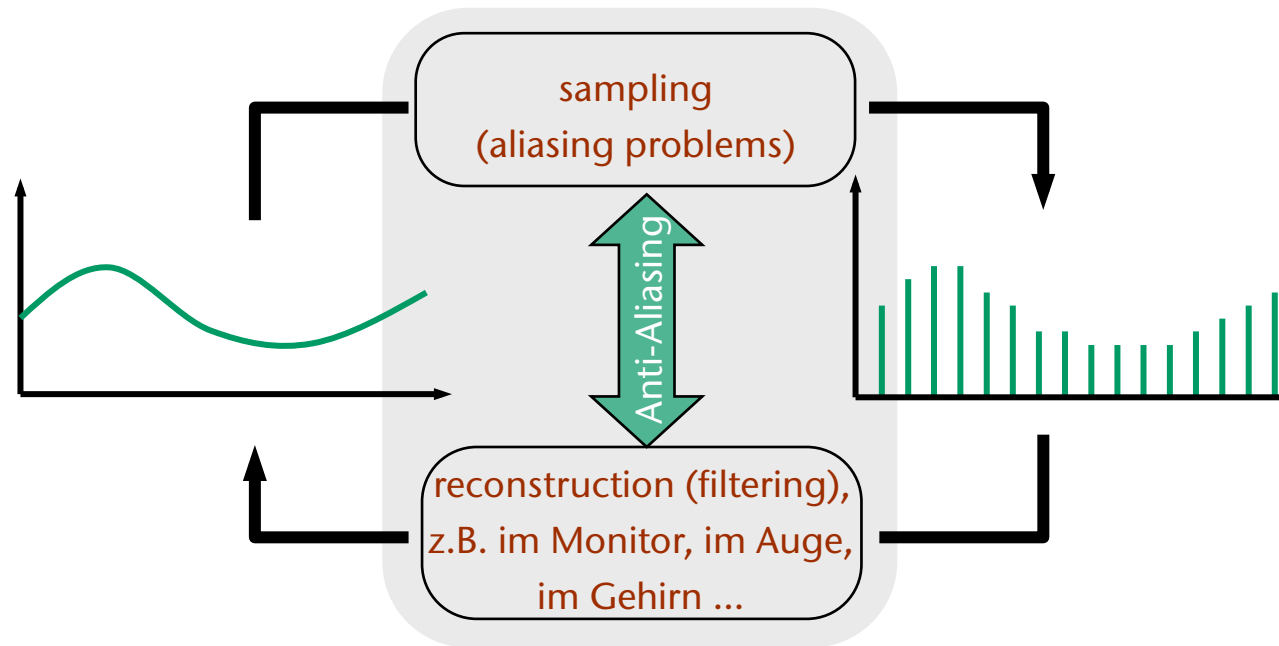 sampling
(aliasing problems)
Anti-Aliasing
reconstruction (filtering),
z.B. im Monitor, im Auge,
im Gehirn ...